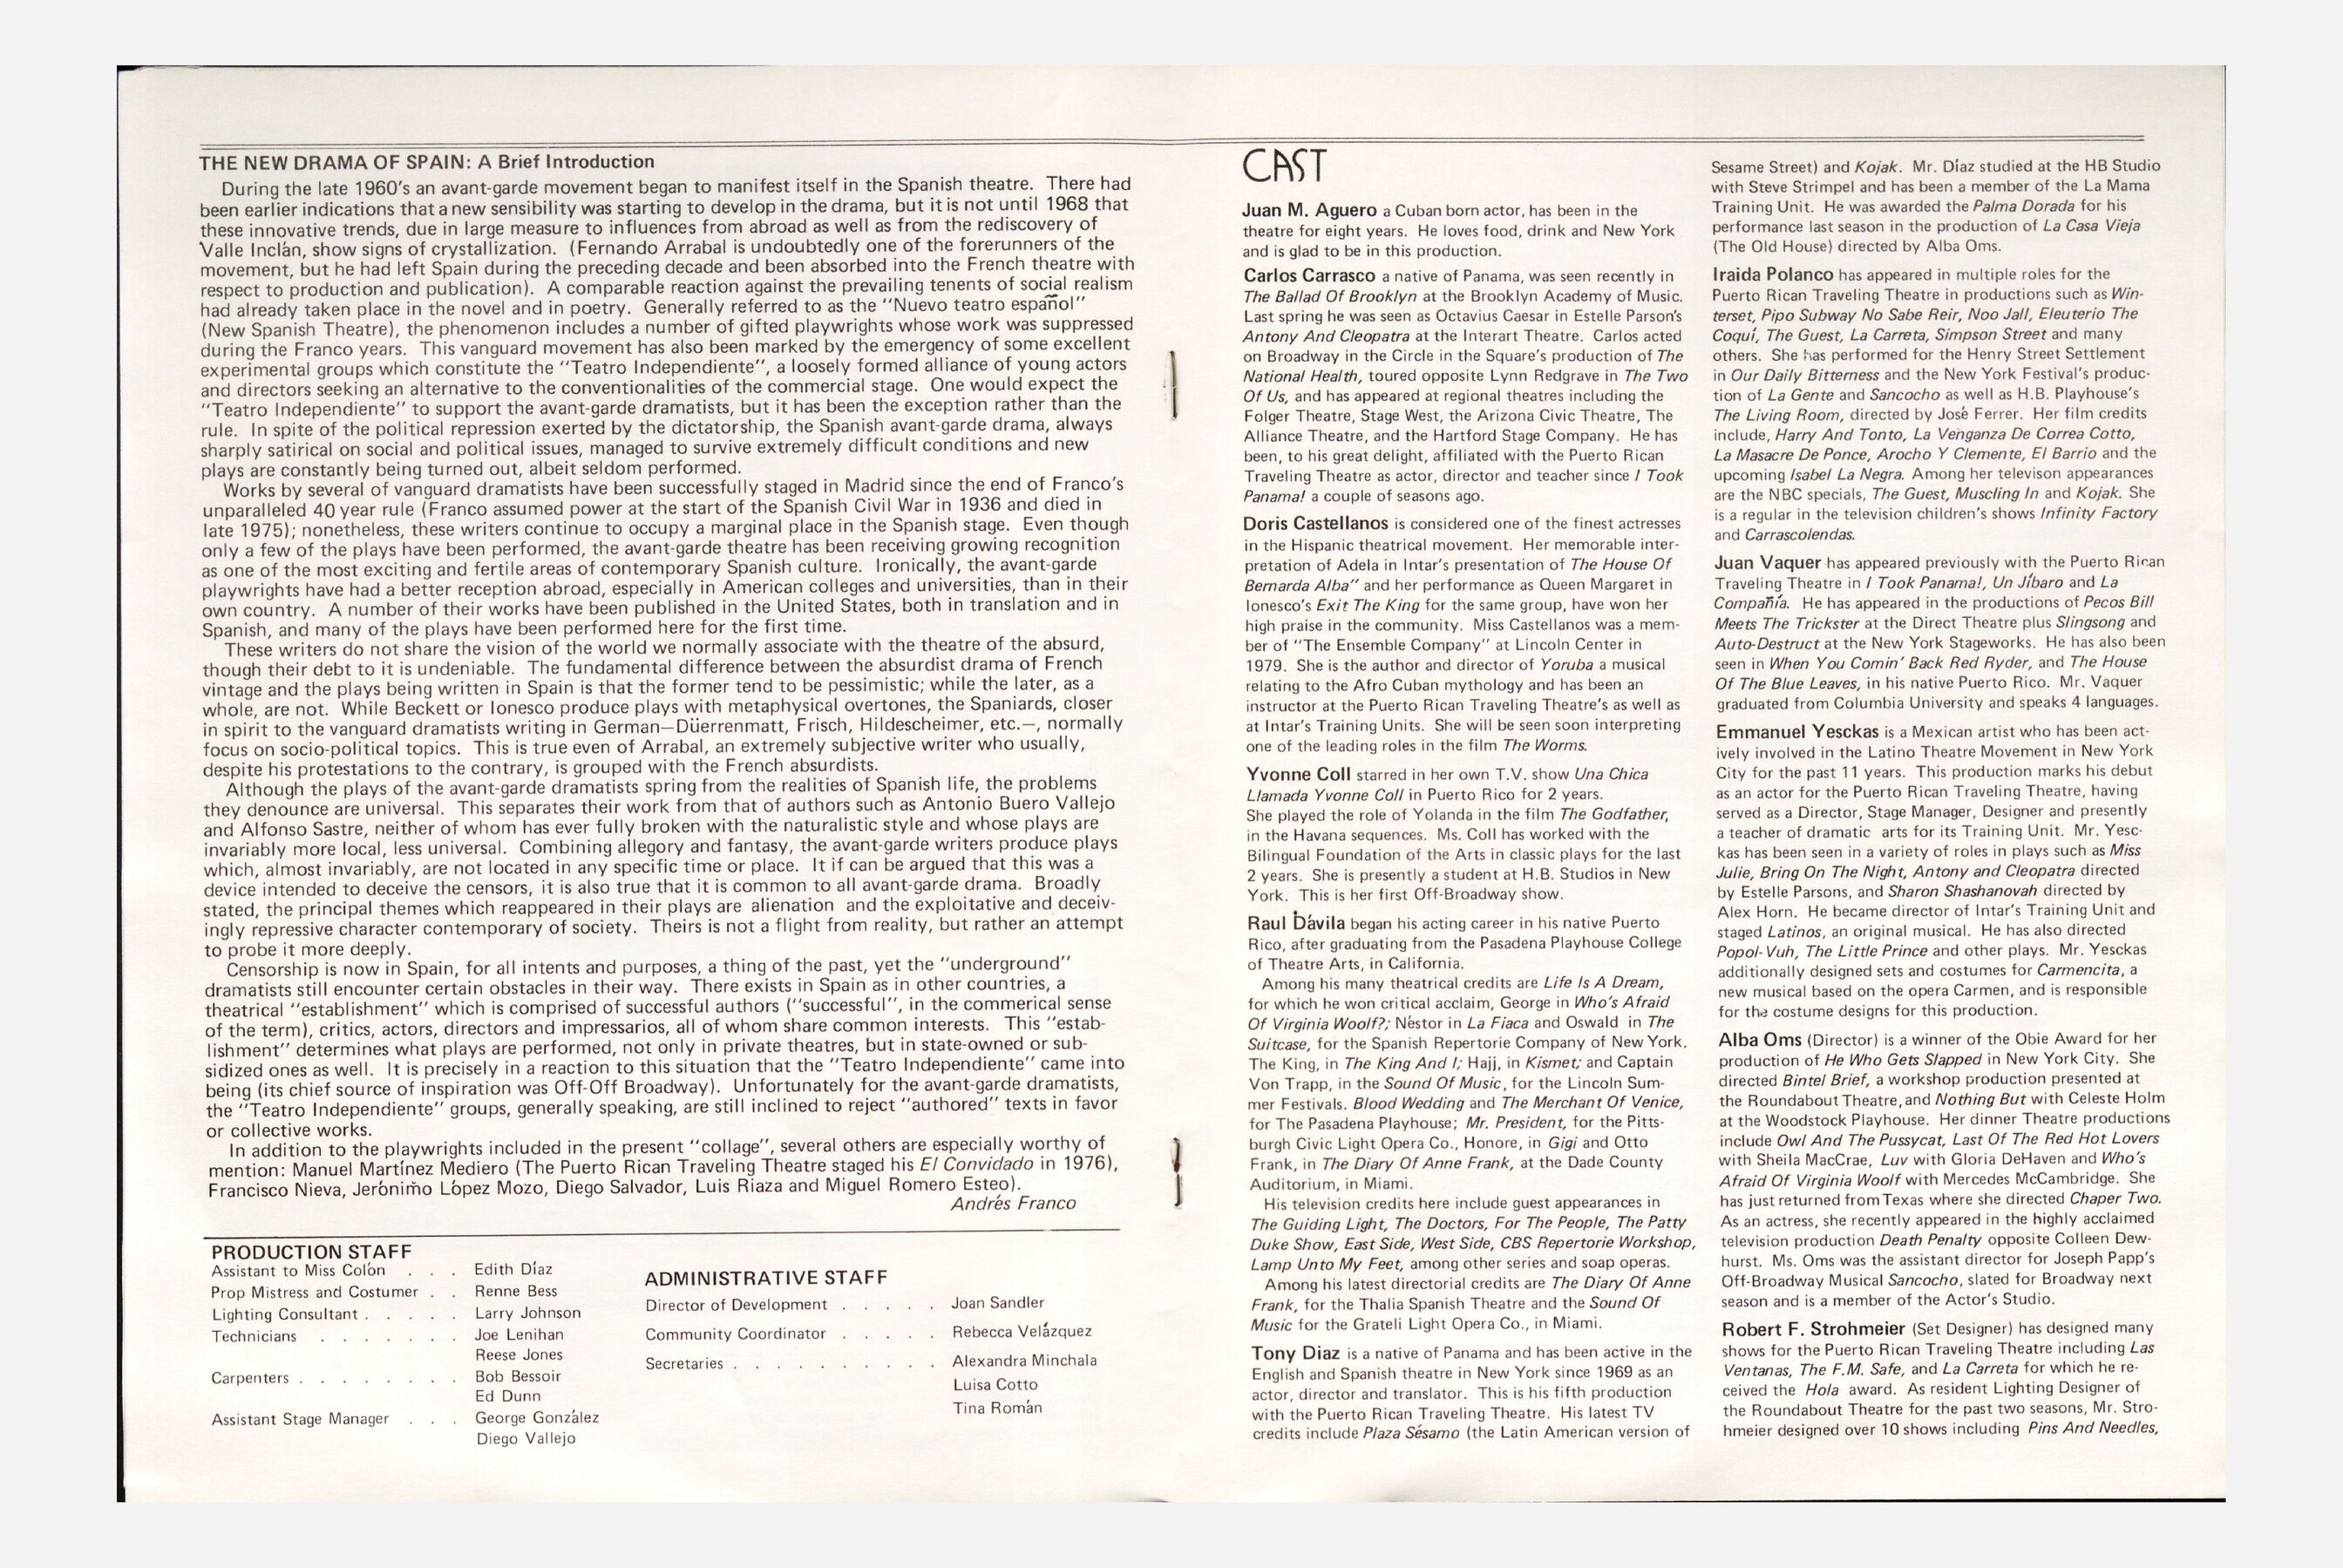 THE NEW DRAMA OF SPAIN: A Brief Introduction
During the late 1960's an avant-garde movement began to manifest itself in the Spanish theatre. There had
been earlier indications that a new sensibility was starting to develop in the drama, but it is not until 1968 that
these innovative trends, due in large measure to influences from abroad as well as from the rediscovery of
Valle Inclán, show signs of crystallization. (Fernando Arrabal is undoubtedly one of the forerunners of the
movement, but he had left Spain during the preceding decade and been absorbed into the French theatre with
respect to production and publication). A comparable reaction against the prevailing tenents of social realism
had already taken place in the novel and in poetry. Generally referred to as the "Nuevo teatro español"
(New Spanish Theatre), the phenomenon includes a number of gifted playwrights whose work was suppressed
during the Franco years. This vanguard movement has also been marked by the emergency of some excellent
experimental groups which constitute the "Teatro Independiente", a loosely formed alliance of young actors
and directors seeking an alternative to the conventionalities of the commercial stage. One would expect the
"Teatro Independiente" to support the avant-garde dramatists, but it has been the exception rather than the
rule. In spite of the political repression exerted by the dictatorship, the Spanish avant-garde drama, always
sharply satirical on social and political issues, managed to survive extremely difficult conditions and new
plays are constantly being turned out, albeit seldom performed.
Works by several of vanguard dramatists have been successfully staged in Madrid since the end of Franco's
unparalleled 40 year rule (Franco assumed power at the start of the Spanish Civil War in 1936 and died in
late 1975); nonetheless, these writers continue to occupy a marginal place in the Spanish stage. Even though
only a few of the plays have been performed, the avant-garde theatre has been receiving growing recognition
as one of the most exciting and fertile areas of contemporary Spanish culture. Ironically, the avant-garde
playwrights have had a better reception abroad, especially in American colleges and universities, than in their
own country. A number of their works have been published in the United States, both in translation and in
Spanish, and many of the plays have been performed here for the first time.
These writers do not share the vision of the world we normally associate with the theatre of the absurd,
though their debt to it is undeniable. The fundamental difference between the absurdist drama of French
vintage and the plays being written in Spain is that the former tend to be pessimistic; while the later, as a
whole, are not. While Beckett or Ionesco produce plays with metaphysical overtones, the Spaniards, closer
in spirit to the vanguard dramatists writing in German—Düerrenmatt, Frisch, Hildescheimer, etc.—, normally
focus on socio-political topics. This is true even of Arrabal, an extremely subjective writer who usually,
despite his protestations to the contrary, is grouped with the French absurdists.
Although the plays of the avant-garde dramatists spring from the realities of Spanish life, the problems
they denounce are universal. This separates their work from that of authors such as Antonio Buero Vallejo
and Alfonso Sastre, neither of whom has ever fully broken with the naturalistic style and whose plays are
invariably more local, less universal. Combining allegory and fantasy, the avant-garde writers produce plays
which, almost invariably, are not located in any specific time or place. It if can be argued that this was a
device intended to deceive the censors, it is also true that it is common to all avant-garde drama. Broadly
stated, the principal themes which reappeared in their plays are alienation and the exploitative and deceiv-
ingly repressive character contemporary of society. Theirs is not a flight from reality, but rather an attempt
to probe it more deeply.
Censorship is now in Spain, for all intents and purposes, a thing of the past, yet the "underground"
dramatists still encounter certain obstacles in their way. There exists in Spain as in other countries, a
theatrical "establishment" which is comprised of successful authors ("successful", in the commerical sense
of the term), critics, actors, directors and impressarios, all of whom share common interests. This "estab-
lishment" determines what plays are performed, not only in private theatres, but in state-owned or sub-
sidized ones as well. It is precisely in a reaction to this situation that the "Teatro Independiente" came into
being (its chief source of inspiration was Off-Off Broadway). Unfortunately for the avant-garde dramatists,
the "Teatro Independiente" groups, generally speaking, are still inclined to reject "authored" texts in favor
or collective works.
In addition to the playwrights included in the present "collage", several others are especially worthy of
mention: Manuel Martínez Mediero (The Puerto Rican Traveling Theatre staged his El Convidado in 1976),
Francisco Nieva, Jerónimo López Mozo, Diego Salvador, Luis Riaza and Miguel Romero Esteo).
Andrés Franco
PRODUCTION STAFF
Assistant to Miss Colón . . . Edith Díaz
Prop Mistress and Costumer . . Renne Bess
Lighting Consultant . . . . . Larry Johnson
Technicians . . . . . . . Joe Lenihan
Reese Jones
Carpenters . . . . . . . . Bob Bessoir
Ed Dunn
Assistant Stage Manager . . . George González
Diego Vallejo
ADMINISTRATIVE STAFF
Director of Development . . . . . Joan Sandler
Community Coordinator . . . . . Rebecca Velázquez
Secretaries . . . . . . . . . . Alexandra Minchala
Luisa Cotto
Tina Román
CAST
Juan M. Aguero a Cuban born actor, has been in the
theatre for eight years. He loves food, drink and New York
and is glad to be in this production.
Carlos Carrasco a native of Panama, was seen recently in
The Ballad Of Brooklyn at the Brooklyn Academy of Music.
Last spring he was seen as Octavius Caesar in Estelle Parson's
Antony And Cleopatra at the Interart Theatre. Carlos acted
on Broadway in the Circle in the Square's production of The
National Health, toured opposite Lynn Redgrave in The Two
Of Us, and has appeared at regional theatres including the
Folger Theatre, Stage West, the Arizona Civic Theatre, The
Alliance Theatre, and the Hartford Stage Company. He has
been, to his great delight, affiliated with the Puerto Rican
Traveling Theatre as actor, director and teacher since I Took
Panama! a couple of seasons ago.
Doris Castellanos is considered one of the finest actresses
in the Hispanic theatrical movement. Her memorable inter-
pretation of Adela in Intar's presentation of The House Of
Bernarda Alba" and her performance as Queen Margaret in
Ionesco's Exit The King for the same group, have won her
high praise in the community. Miss Castellanos was a mem-
ber of "The Ensemble Company" at Lincoln Center in
1979. She is the author and director of Yoruba a musical
relating to the Afro Cuban mythology and has been an
instructor at the Puerto Rican Traveling Theatre's as well as
at Intar's Training Units. She will be seen soon interpreting
one of the leading roles in the film The Worms.
Yvonne Coll starred in her own T.V. show Una Chica
Llamada Yvonne Coll in Puerto Rico for 2 years.
She played the role of Yolanda in the film The Godfather,
in the Havana sequences. Ms. Coll has worked with the
Bilingual Foundation of the Arts in classic plays for the last
2 years. She is presently a student at H.B. Studios in New
York. This is her first Off-Broadway show.
Raul Dávila began his acting career in his native Puerto
Rico, after graduating from the Pasadena Playhouse College
of Theatre Arts, in California.
Among his many theatrical credits are Life Is A Dream,
for which he won critical acclaim, George in Who's Afraid
Of Virginia Woolf?; Néstor in La Fiaca and Oswald in The
Suitcase, for the Spanish Repertorie Company of New York.
The King, in The King And I; Hajj, in Kismet; and Captain
Von Trapp, in the Sound Of Music, for the Lincoln Sum-
mer Festivals. Blood Wedding and The Merchant Of Venice,
for The Pasadena Playhouse; Mr. President, for the Pitts-
burgh Civic Light Opera Co., Honore, in Gigi and Otto
Frank, in The Diary Of Anne Frank, at the Dade County
Auditorium, in Miami.
His television credits here include guest appearances in
The Guiding Light, The Doctors, For The People, The Patty
Duke Show, East Side, West Side, CBS Repertorie Workshop,
Lamp Unto My Feet, among other series and soap operas.
Among his latest directorial credits are The Diary Of Anne
Frank, for the Thalia Spanish Theatre and the Sound Of
Music for the Grateli Light Opera Co., in Miami.
Tony Diaz is a native of Panama and has been active in the
English and Spanish theatre in New York since 1969 as an
actor, director and translator. This is his fifth production
with the Puerto Rican Traveling Theatre. His latest TV
credits include Plaza Sésamo (the Latin American version of
Sesame Street) and Kojak. Mr. Díaz studied at the HB Studio
with Steve Strimpel and has been a member of the La Mama
Training Unit. He was awarded the Palma Dorada for his
performance last season in the production of La Casa Vieja
(The Old House) directed by Alba Oms.
Iraida Polanco has appeared in multiple roles for the
Puerto Rican Traveling Theatre in productions such as Win-
terset, Pipo Subway No Sabe Reir, Noo Jall, Eleuterio The
Coquí, The Guest, La Carreta, Simpson Street and many
others. She has performed for the Henry Street Settlement
in Our Daily Bitterness and the New York Festival's produc-
tion of La Gente and Sancocho as well as H.B. Playhouse's
The Living Room, directed by José Ferrer. Her film credits
include, Harry And Tonto, La Venganza De Correa Cotto,
La Masacre De Ponce, Arocho Y Clemente, El Barrio and the
upcoming Isabel La Negra. Among her televison appearances
are the NBC specials, The Guest, Muscling In and Kojak. She
is a regular in the television children's shows Infinity Factory
and Carrascolendas.
Juan Vaquer has appeared previously with the Puerto Rican
Traveling Theatre in I Took Panama!, Un Jíbaro and La
Compañía. He has appeared in the productions of Pecos Bill
Meets The Trickster at the Direct Theatre plus Slingsong and
Auto-Destruct at the New York Stageworks. He has also been
seen in When You Comin' Back Red Ryder, and The House
Of The Blue Leaves, in his native Puerto Rico. Mr. Vaquer
graduated from Columbia University and speaks 4 languages.
Emmanuel Yesckas is a Mexican artist who has been act-
ively involved in the Latino Theatre Movement in New York
City for the past 11 years. This production marks his debut
as an actor for the Puerto Rican Traveling Theatre, having
served as a Director, Stage Manager, Designer and presently
a teacher of dramatic arts for its Training Unit. Mr. Yesc-
kas has been seen in a variety of roles in plays such as Miss
Julie, Bring On The Night, Antony and Cleopatra directed
by Estelle Parsons, and Sharon Shashanovah directed by
Alex Horn. He became director of Intar's Training Unit and
staged Latinos, an original musical. He has also directed
Popol-Vuh, The Little Prince and other plays. Mr. Yesckas
additionally designed sets and costumes for Carmencita, a
new musical based on the opera Carmen, and is responsible
for the costume designs for this production.
Alba Oms (Director) is a winner of the Obie Award for her
production of He Who Gets Slapped in New York City. She
directed Bintel Brief, a workshop production presented at
the Roundabout Theatre, and Nothing But with Celeste Holm
at the Woodstock Playhouse. Her dinner Theatre productions
include Owl And The Pussycat, Last Of The Red Hot Lovers
with Sheila MacCrae, Luv with Gloria DeHaven and Who's
Afraid Of Virginia Woolf with Mercedes McCambridge. She
has just returned from Texas where she directed Chaper Two.
As an actress, she recently appeared in the highly acclaimed
television production Death Penalty opposite Colleen Dew-
hurst. Ms. Oms was the assistant director for Joseph Papp's
Off-Broadway Musical Sancocho, slated for Broadway next
season and is a member of the Actor's Studio.
Robert F. Strohmeier (Set Designer) has designed many
shows for the Puerto Rican Traveling Theatre including Las
Ventanas, The F.M. Safe, and La Carreta for which he re-
ceived the Hola award. As resident Lighting Designer of
the Roundabout Theatre for the past two seasons, Mr. Stro-
hmeier designed over 10 shows including Pins And Needles,